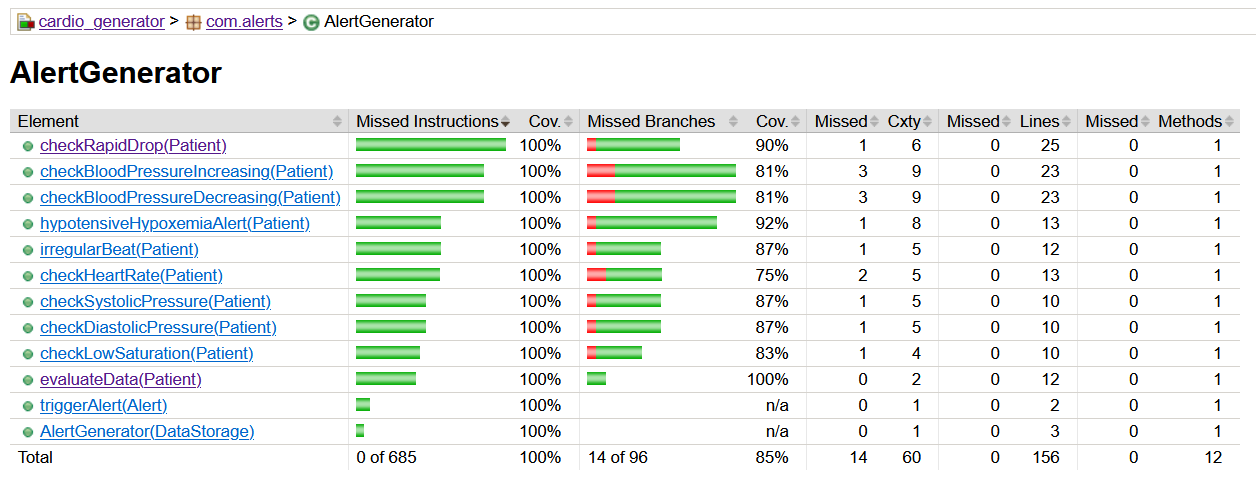 cardio_generator > com.alerts > AlertGenerator
AlertGenerator
Element Missed Instructions Cov. Missed Branches Cov. Missed Cxty Missed Lines Missed Methods
checkRapidDrop(Patient) 100% 90% 1 6 0 25 0 1
checkBloodPressureIncreasing(Patient) 100% 81% 3 9 0 23 0 1
checkBloodPressureDecreasing(Patient) 100% 81% 3 9 0 23 0 1
hypotensiveHypoxemiaAlert(Patient) 100% 92% 1 8 0 13 0 1
irregularBeat(Patient) 100% 87% 1 5 0 12 0 1
checkHeartRate(Patient) 100% 75% 2 5 0 13 0 1
checkSystolicPressure(Patient) 100% 87% 1 5 0 10 0 1
checkDiastolicPressure(Patient) 100% 87% 1 5 0 10 0 1
checkLowSaturation(Patient) 100% 83% 1 4 0 10 0 1
evaluateData(Patient) 100% 100% 0 2 0 12 0 1
triggerAlert(Alert) 100% n/a 0 1 0 2 0 1
AlertGenerator(DataStorage) 100% n/a 0 1 0 3 0 1
Total 0 of 685 100% 14 of 96 85% 14 60 0 156 0 12